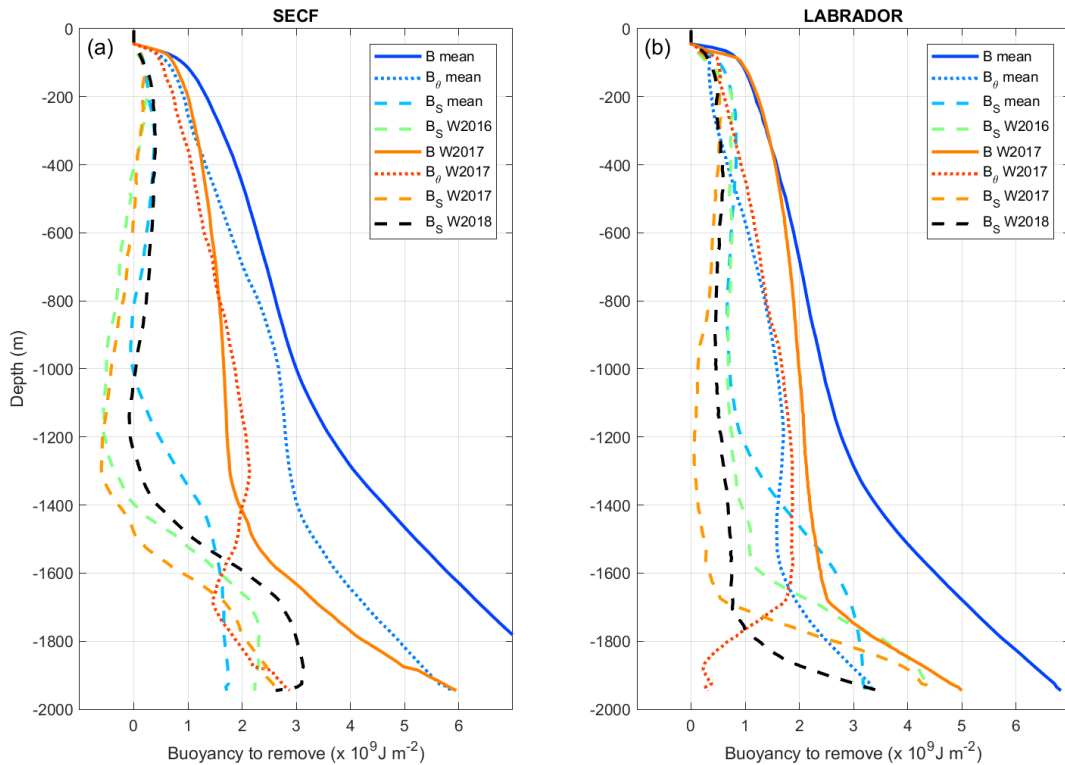 SECF
(a)
B mean
Bθ mean
BS mean
BS W2016
B W2017
Bθ W2017
BS W2017
BS W2018
0
-200
-400
-600
-800
-1000
-1200
-1400
-1600
-1800
-2000
Depth (m)
0 1 2 3 4 5 6
Buoyancy to remove (x 10⁹J m⁻²)
LABRADOR
(b)
B mean
Bθ mean
BS mean
BS W2016
B W2017
Bθ W2017
BS W2017
BS W2018
0
-200
-400
-600
-800
-1000
-1200
-1400
-1600
-1800
-2000
0 1 2 3 4 5 6
Buoyancy to remove (x 10⁹J m⁻²)